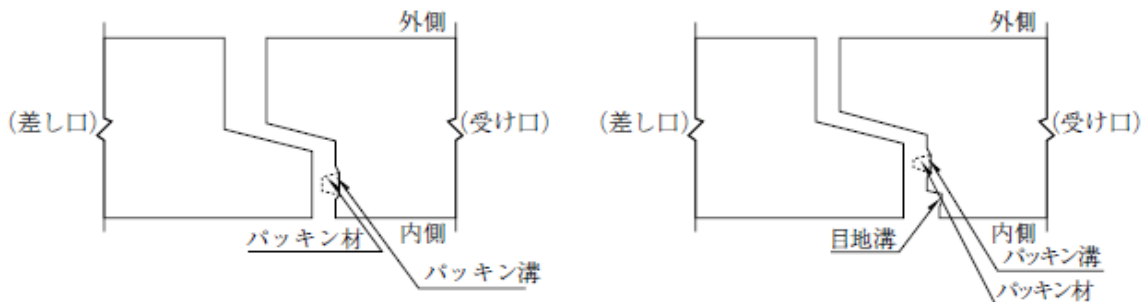 外側
(差し口)
(受け口)
内側
パッキン材
パッキン溝
外側
(差し口)
(受け口)
目地溝
内側
パッキン溝
パッキン材